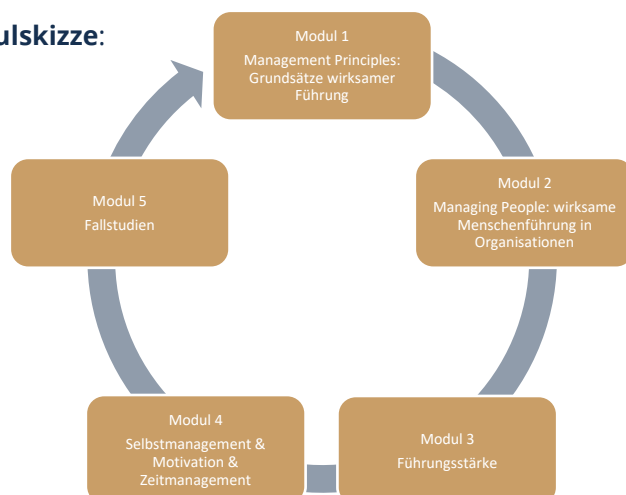 ulskizze:
Modul 1
Management Principles:
Grundsätze wirksamer
Führung
Modul 2
Managing People: wirksame
Menschenführung in
Organisationen
Modul 3
Führungsstärke
Modul 4
Selbstmanagement &
Motivation &
Zeitmanagement
Modul 5
Fallstudien